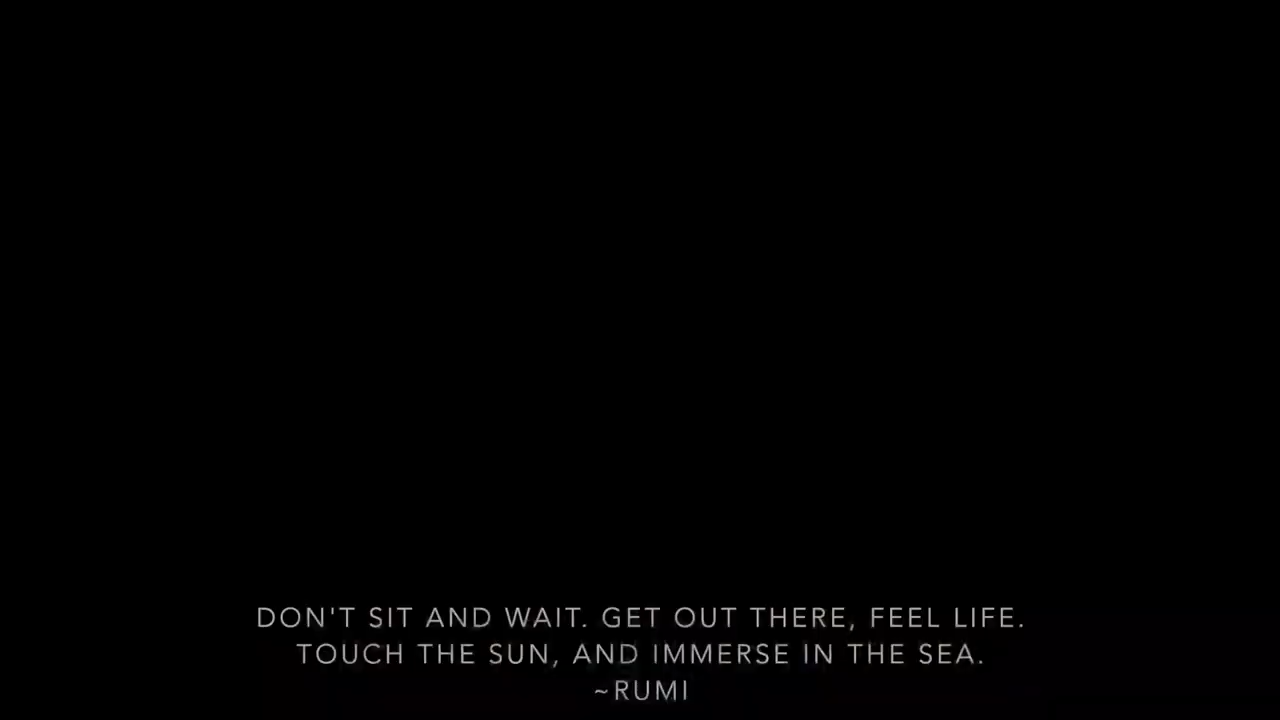 DON'T SIT AND WAIT. GET OUT THERE, FEEL LIFE.
TOUCH THE SUN, AND IMMERSE IN THE SEA.
~RUMI